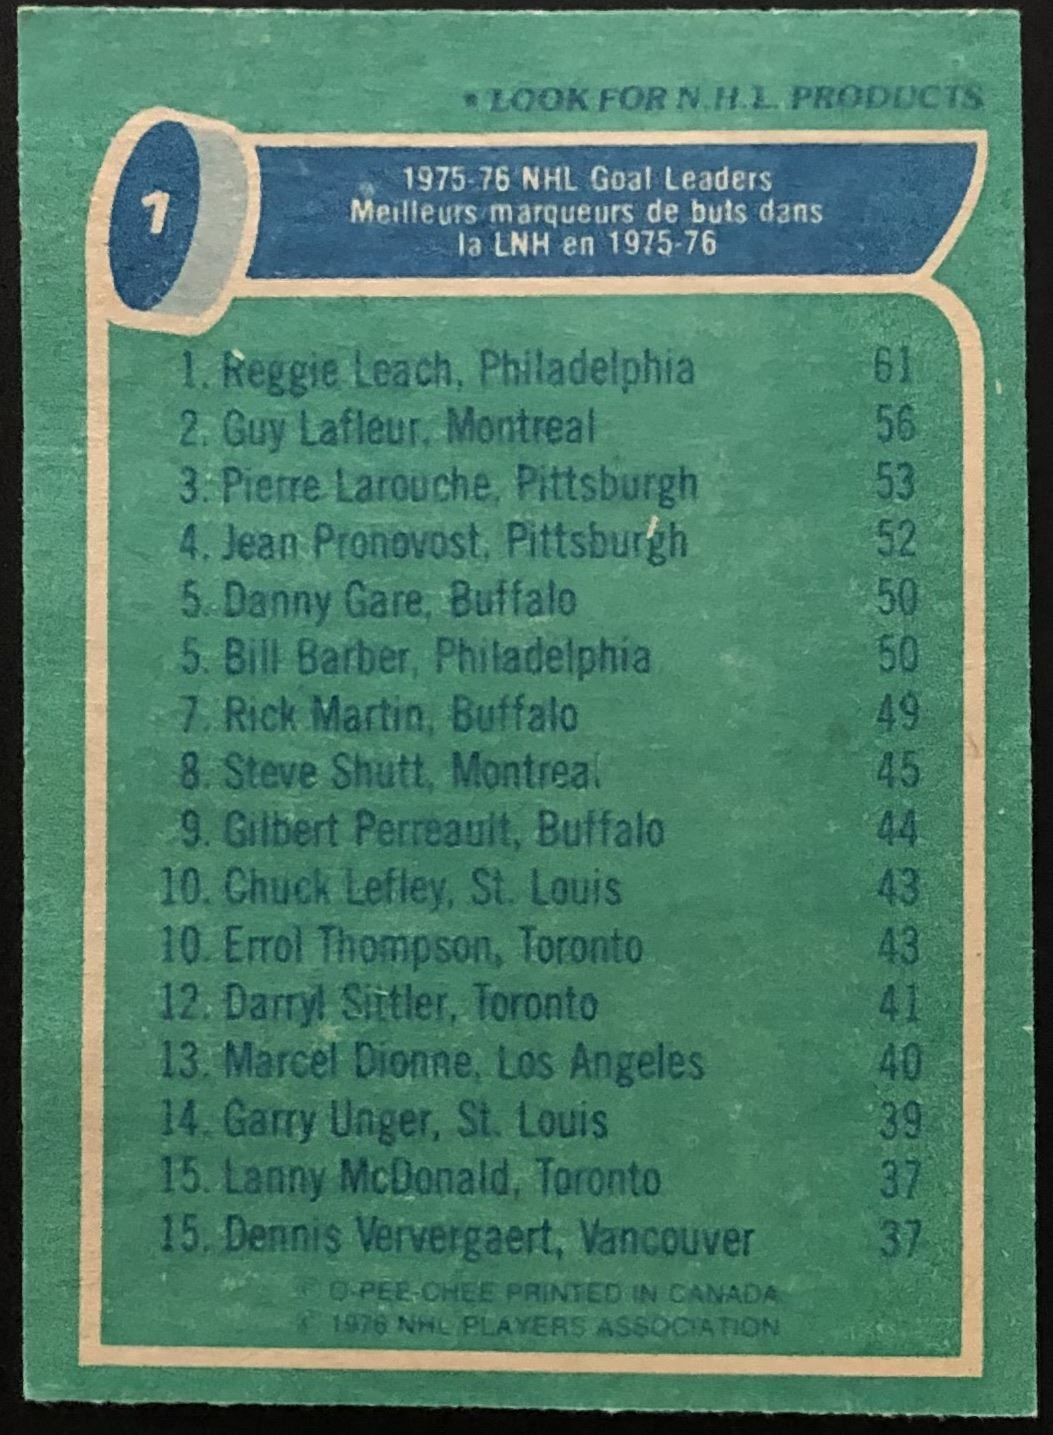 * LOOK FOR N.H.L. PRODUCTS
1
1975-76 NHL Goal Leaders
Meilleurs marqueurs de buts dans
la LNH en 1975-76
1. Reggie Leach, Philadelphia 61
2. Guy Lafleur, Montreal 56
3. Pierre Larouche, Pittsburgh 53
4. Jean Pronovost, Pittsburgh 52
5. Danny Gare, Buffalo 50
5. Bill Barber, Philadelphia 50
7. Rick Martin, Buffalo 49
8. Steve Shutt, Montreal 45
9. Gilbert Perreault, Buffalo 44
10. Chuck Lefley, St. Louis 43
10. Errol Thompson, Toronto 43
12. Darryl Sittler, Toronto 41
13. Marcel Dionne, Los Angeles 40
14. Garry Unger, St. Louis 39
15. Lanny McDonald, Toronto 37
15. Dennis Ververgaert, Vancouver 37
© O-PEE-CHEE PRINTED IN CANADA
© 1976 NHL PLAYERS ASSOCIATION